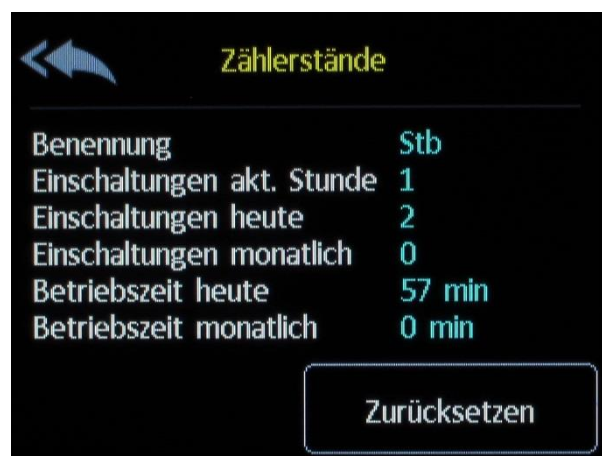 Zählerstände
Benennung Stb
Einschaltungen akt. Stunde 1
Einschaltungen heute 2
Einschaltungen monatlich 0
Betriebszeit heute 57 min
Betriebszeit monatlich 0 min
Zurücksetzen